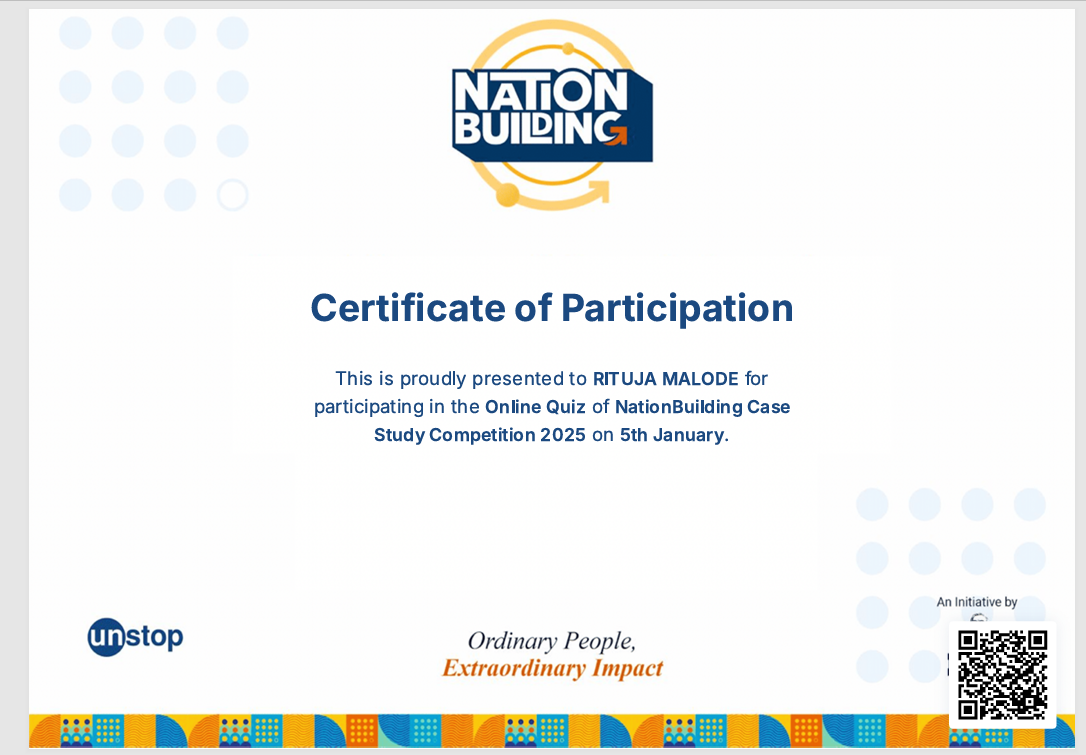 NATION
BUILDING
Certificate of Participation
This is proudly presented to RITUJA MALODE for
participating in the Online Quiz of NationBuilding Case
Study Competition 2025 on 5th January.
An Initiative by
unstop
Ordinary People,
Extraordinary Impact